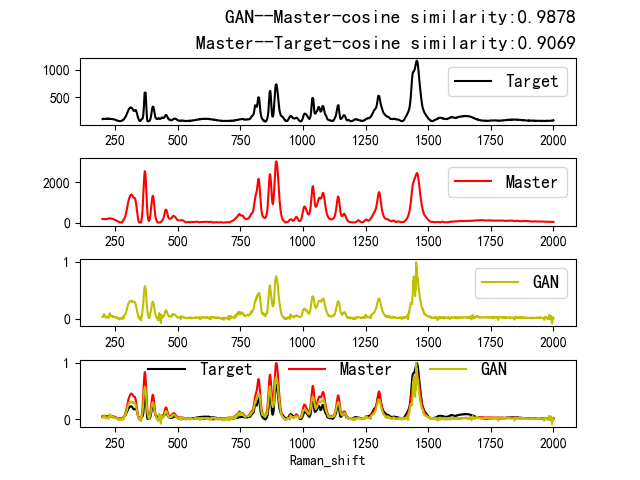 GAN--Master-cosine similarity:0.9878
Master--Target-cosine similarity:0.9069
1000
500
Target
250 500 750 1000 1250 1500 1750 2000
2000
0
Master
250 500 750 1000 1250 1500 1750 2000
1
0
GAN
250 500 750 1000 1250 1500 1750 2000
1
0
Target Master GAN
250 500 750 1000 1250 1500 1750 2000
Raman_shift